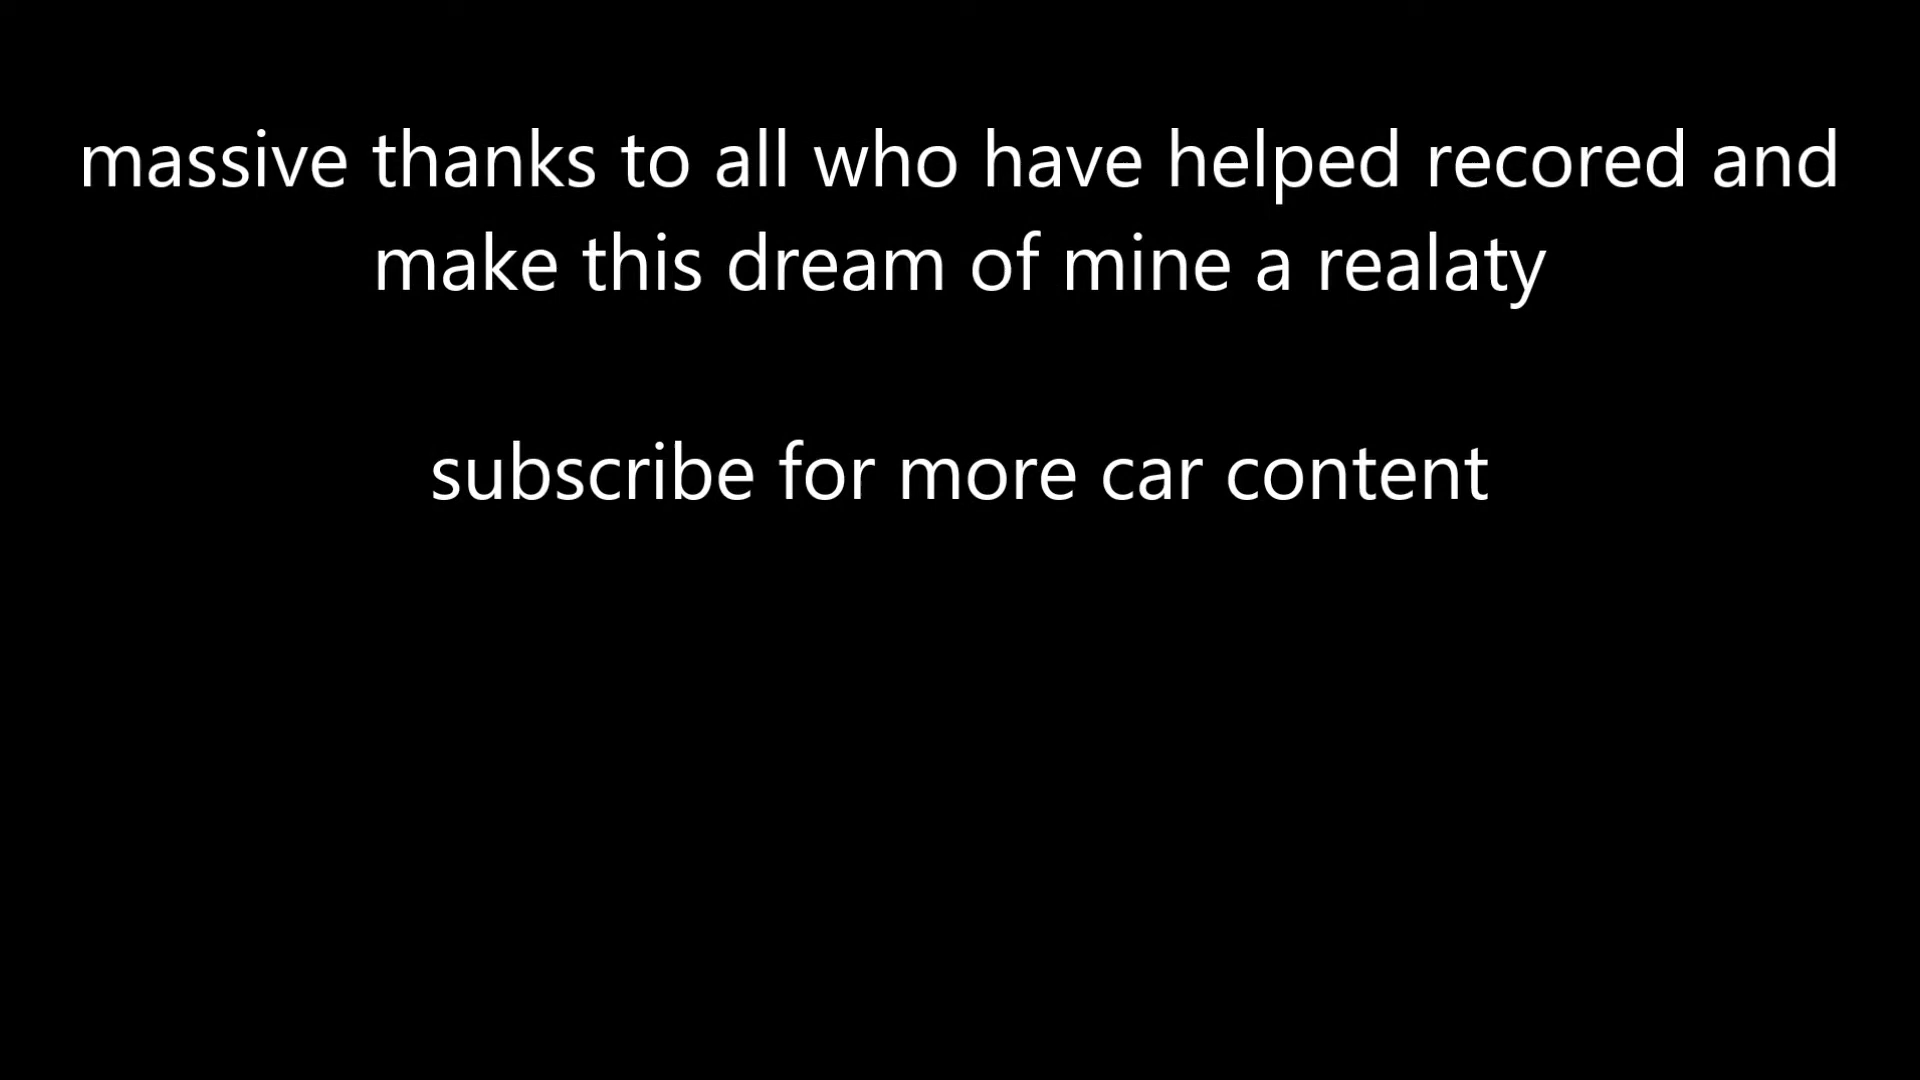 massive thanks to all who have helped recored and
make this dream of mine a realaty
subscribe for more car content